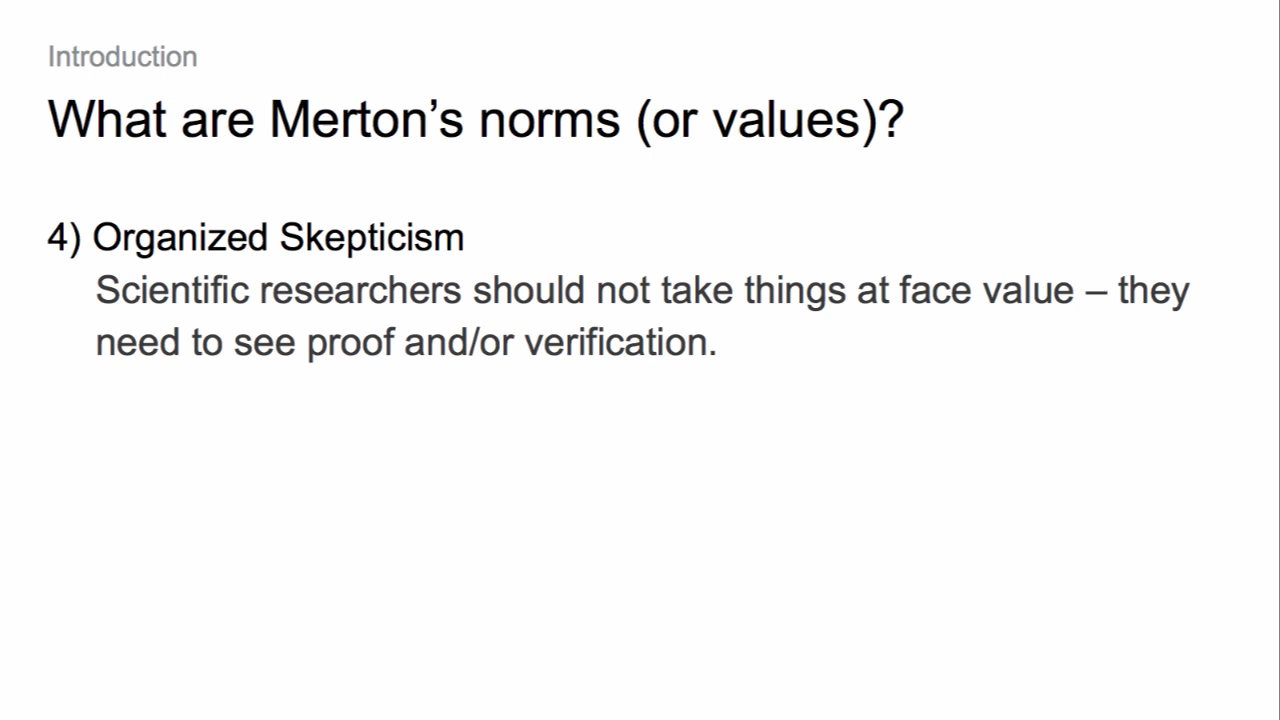 Introduction
What are Merton’s norms (or values)?
4) Organized Skepticism
Scientific researchers should not take things at face value – they
need to see proof and/or verification.